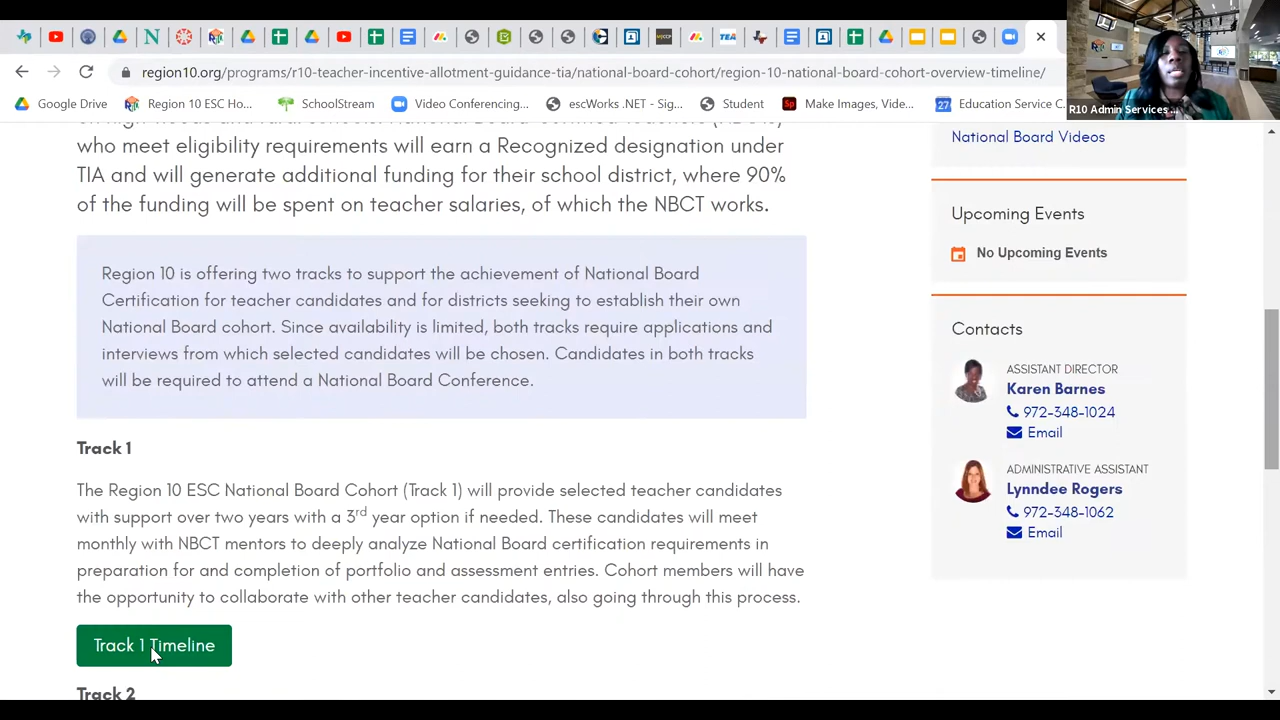 region10.org/programs/r10-teacher-incentive-allotment-guidance-tia/national-board-cohort/region-10-national-board-cohort-overview-timeline/
R10 Admin Services ...
Google Drive
Region 10 ESC Ho...
SchoolStream
Video Conferencing...
escWorks .NET - Sig...
Student
Make Images, Vide...
Education Service C
who meet eligibility requirements will earn a Recognized designation under
TIA and will generate additional funding for their school district, where 90%
of the funding will be spent on teacher salaries, of which the NBCT works.
Region 10 is offering two tracks to support the achievement of National Board
Certification for teacher candidates and for districts seeking to establish their own
National Board cohort. Since availability is limited, both tracks require applications and
interviews from which selected candidates will be chosen. Candidates in both tracks
will be required to attend a National Board Conference.
Track 1
The Region 10 ESC National Board Cohort (Track 1) will provide selected teacher candidates
with support over two years with a 3rd year option if needed. These candidates will meet
monthly with NBCT mentors to deeply analyze National Board certification requirements in
preparation for and completion of portfolio and assessment entries. Cohort members will have
the opportunity to collaborate with other teacher candidates, also going through this process.
Track 1 Timeline
Track 2
National Board Videos
Upcoming Events
No Upcoming Events
Contacts
ASSISTANT DIRECTOR
Karen Barnes
972-348-1024
Email
ADMINISTRATIVE ASSISTANT
Lynndee Rogers
972-348-1062
Email